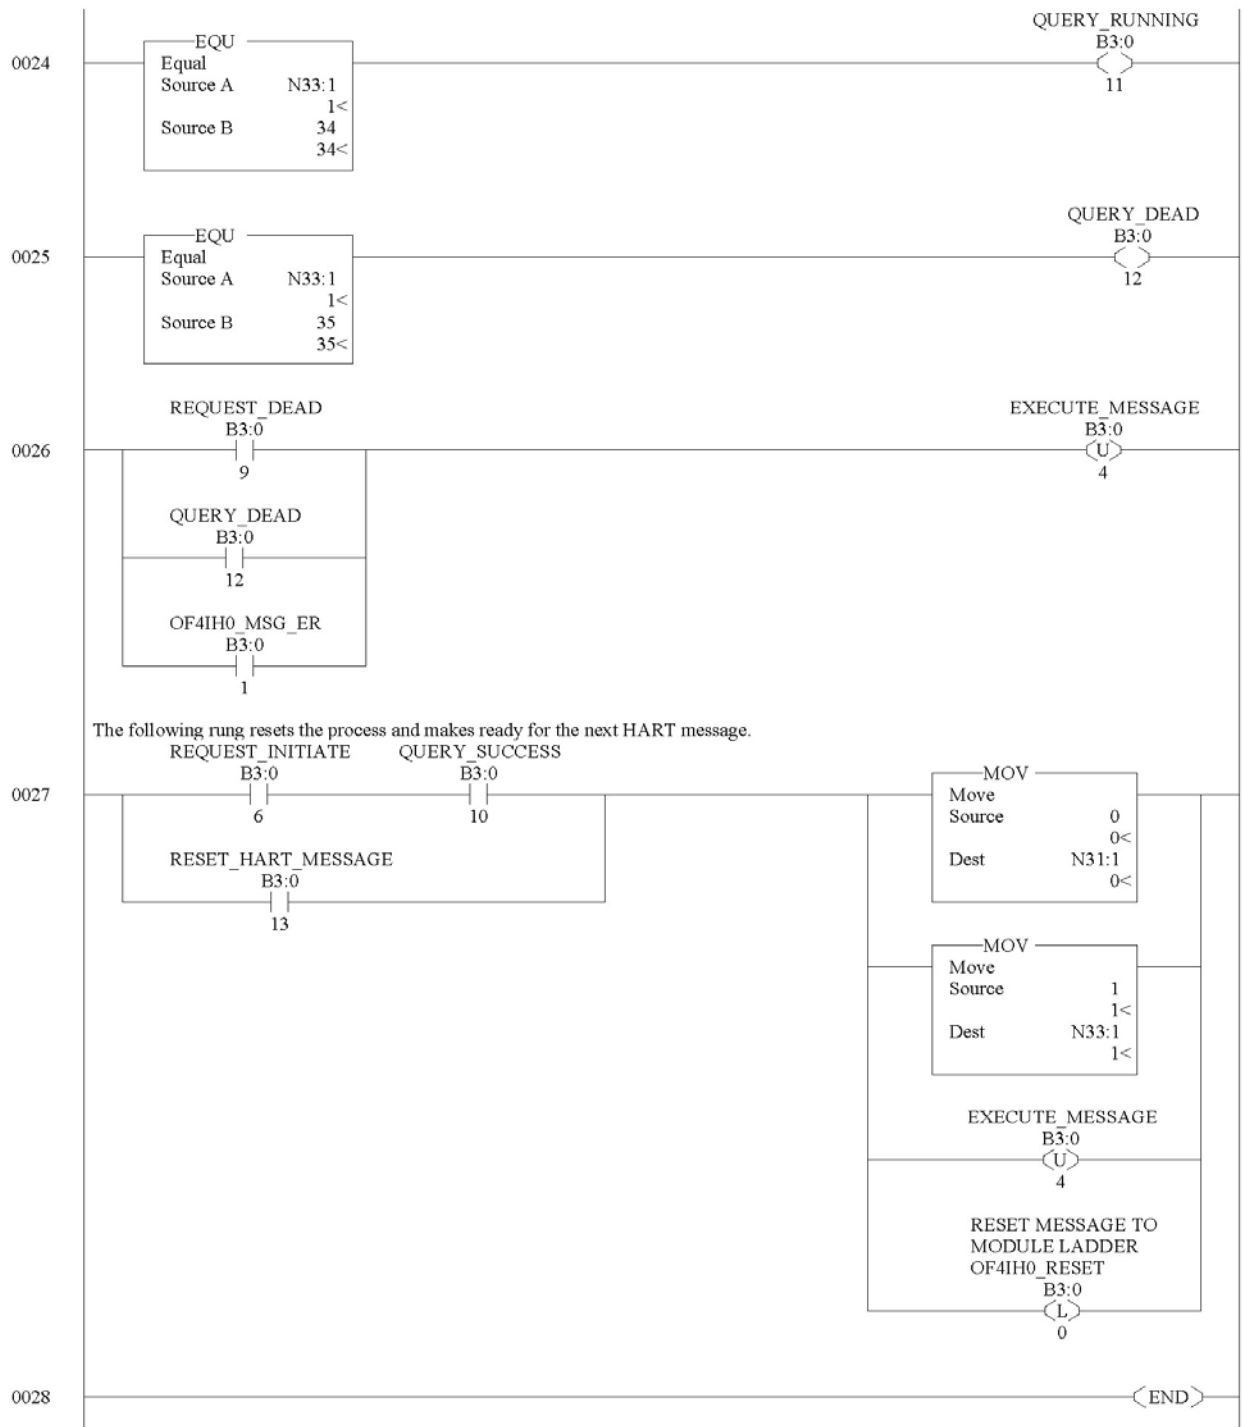 QUERY_RUNNING
B3:0
0024
EQU
Equal
Source A N33:1
1<
Source B 34
34<
11
QUERY_DEAD
B3:0
0025
EQU
Equal
Source A N33:1
1<
Source B 35
35<
12
REQUEST_DEAD
B3:0
9
EXECUTE_MESSAGE
B3:0
U
4
0026
QUERY_DEAD
B3:0
12
OF4IH0_MSG_ER
B3:0
1
The following rung resets the process and makes ready for the next HART message.
REQUEST_INITIATE QUERY_SUCCESS
B3:0 B3:0
0027
6 10
RESET_HART_MESSAGE
B3:0
13
MOV
Move
Source 0
0<
Dest N31:1
0<
MOV
Move
Source 1
1<
Dest N33:1
1<
EXECUTE_MESSAGE
B3:0
U
4
RESET MESSAGE TO
MODULE LADDER
OF4IH0_RESET
B3:0
L
0
0028
END